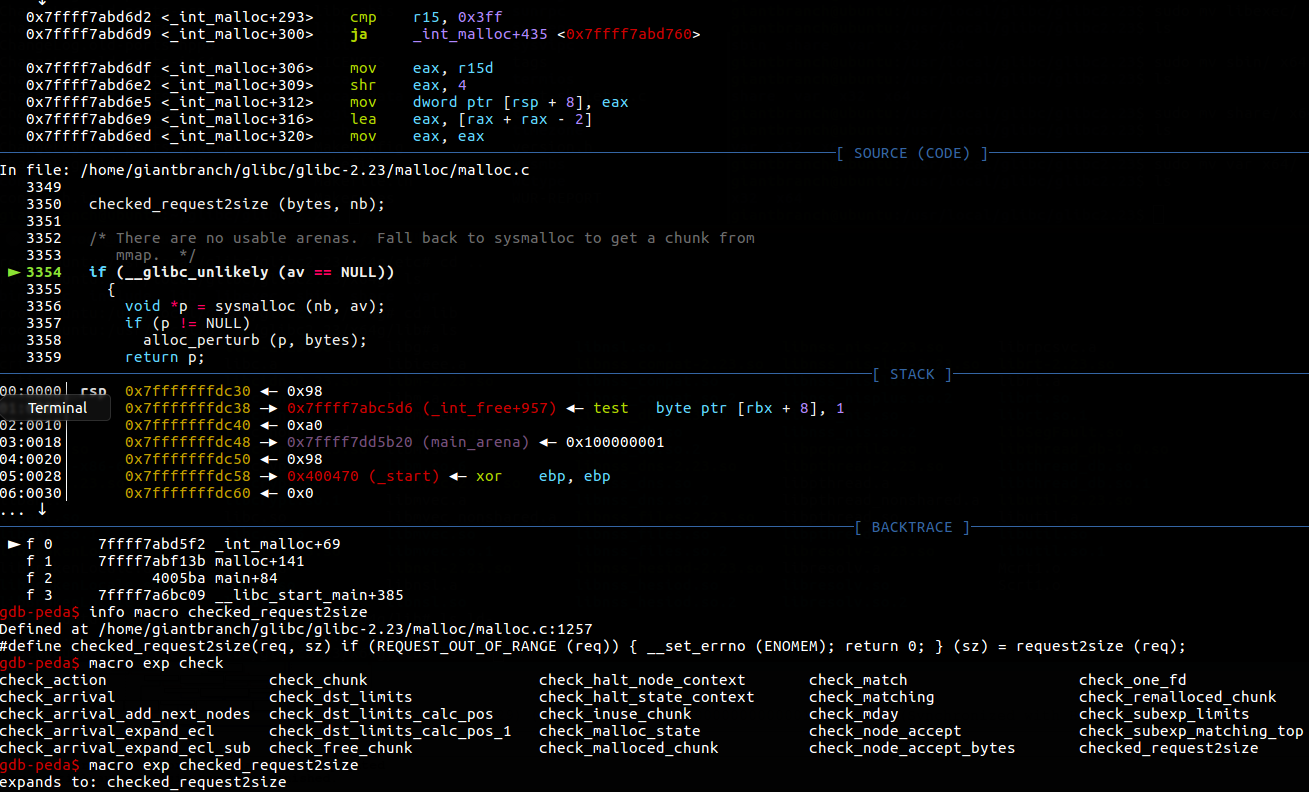 ↓
0x7ffff7abd6d2 <_int_malloc+293>    cmp    r15, 0x3ff
0x7ffff7abd6d9 <_int_malloc+300>    ja     _int_malloc+435 <0x7ffff7abd760>
0x7ffff7abd6df <_int_malloc+306>    mov    eax, r15d
0x7ffff7abd6e2 <_int_malloc+309>    shr    eax, 4
0x7ffff7abd6e5 <_int_malloc+312>    mov    dword ptr [rsp + 8], eax
0x7ffff7abd6e9 <_int_malloc+316>    lea    eax, [rax + rax - 2]
0x7ffff7abd6ed <_int_malloc+320>    mov    eax, eax
[ SOURCE (CODE) ]
In file: /home/giantbranch/glibc/glibc-2.23/malloc/malloc.c
3349
3350   checked_request2size (bytes, nb);
3351
3352   /* There are no usable arenas.  Fall back to sysmalloc to get a chunk from
3353      mmap.  */
► 3354   if (__glibc_unlikely (av == NULL))
3355     {
3356       void *p = sysmalloc (nb, av);
3357       if (p != NULL)
3358         alloc_perturb (p, bytes);
3359       return p;
[ STACK ]
00:0000│ rsp  0x7fffffffdc30 ◂— 0x98
Terminal      0x7fffffffdc38 —▸ 0x7ffff7abc5d6 (_int_free+957) ◂— test   byte ptr [rbx + 8], 1
02:0010│      0x7fffffffdc40 ◂— 0xa0
03:0018│      0x7fffffffdc48 —▸ 0x7ffff7dd5b20 (main_arena) ◂— 0x100000001
04:0020│      0x7fffffffdc50 ◂— 0x98
05:0028│      0x7fffffffdc58 —▸ 0x400470 (_start) ◂— xor    ebp, ebp
06:0030│      0x7fffffffdc60 ◂— 0x0
... ↓
[ BACKTRACE ]
► f 0     7ffff7abd5f2 _int_malloc+69
f 1     7ffff7abf13b malloc+141
f 2           4005ba main+84
f 3     7ffff7a6bc09 __libc_start_main+385
gdb-peda$ info macro checked_request2size
Defined at /home/giantbranch/glibc/glibc-2.23/malloc/malloc.c:1257
#define checked_request2size(req, sz) if (REQUEST_OUT_OF_RANGE (req)) { __set_errno (ENOMEM); return 0; } (sz) = request2size (req);
gdb-peda$ macro exp check
check_action                  check_chunk                   check_halt_node_context       check_match                   check_one_fd
check_arrival                 check_dst_limits              check_halt_state_context      check_matching                check_remalloced_chunk
check_arrival_add_next_nodes  check_dst_limits_calc_pos     check_inuse_chunk             check_mday                    check_subexp_limits
check_arrival_expand_ecl      check_dst_limits_calc_pos_1   check_malloc_state            check_node_accept             check_subexp_matching_top
check_arrival_expand_ecl_sub  check_free_chunk              check_malloced_chunk          check_node_accept_bytes       checked_request2size
gdb-peda$ macro exp checked_request2size
expands to: checked_request2size